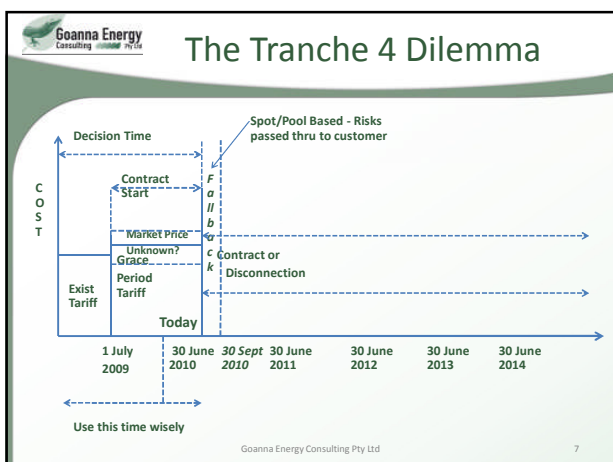 Goanna Energy
Consulting Pty Ltd
The Tranche 4 Dilemma
Spot/Pool Based - Risks
passed thru to customer
Decision Time
COST
Contract
Start
Fallback
Market Price
Unknown?
Grace
Period
Tariff
Contract or
Disconnection
Exist
Tariff
Today
1 July
2009
30 June
2010
30 Sept
2010
30 June
2011
30 June
2012
30 June
2013
30 June
2014
Use this time wisely
Goanna Energy Consulting Pty Ltd
7